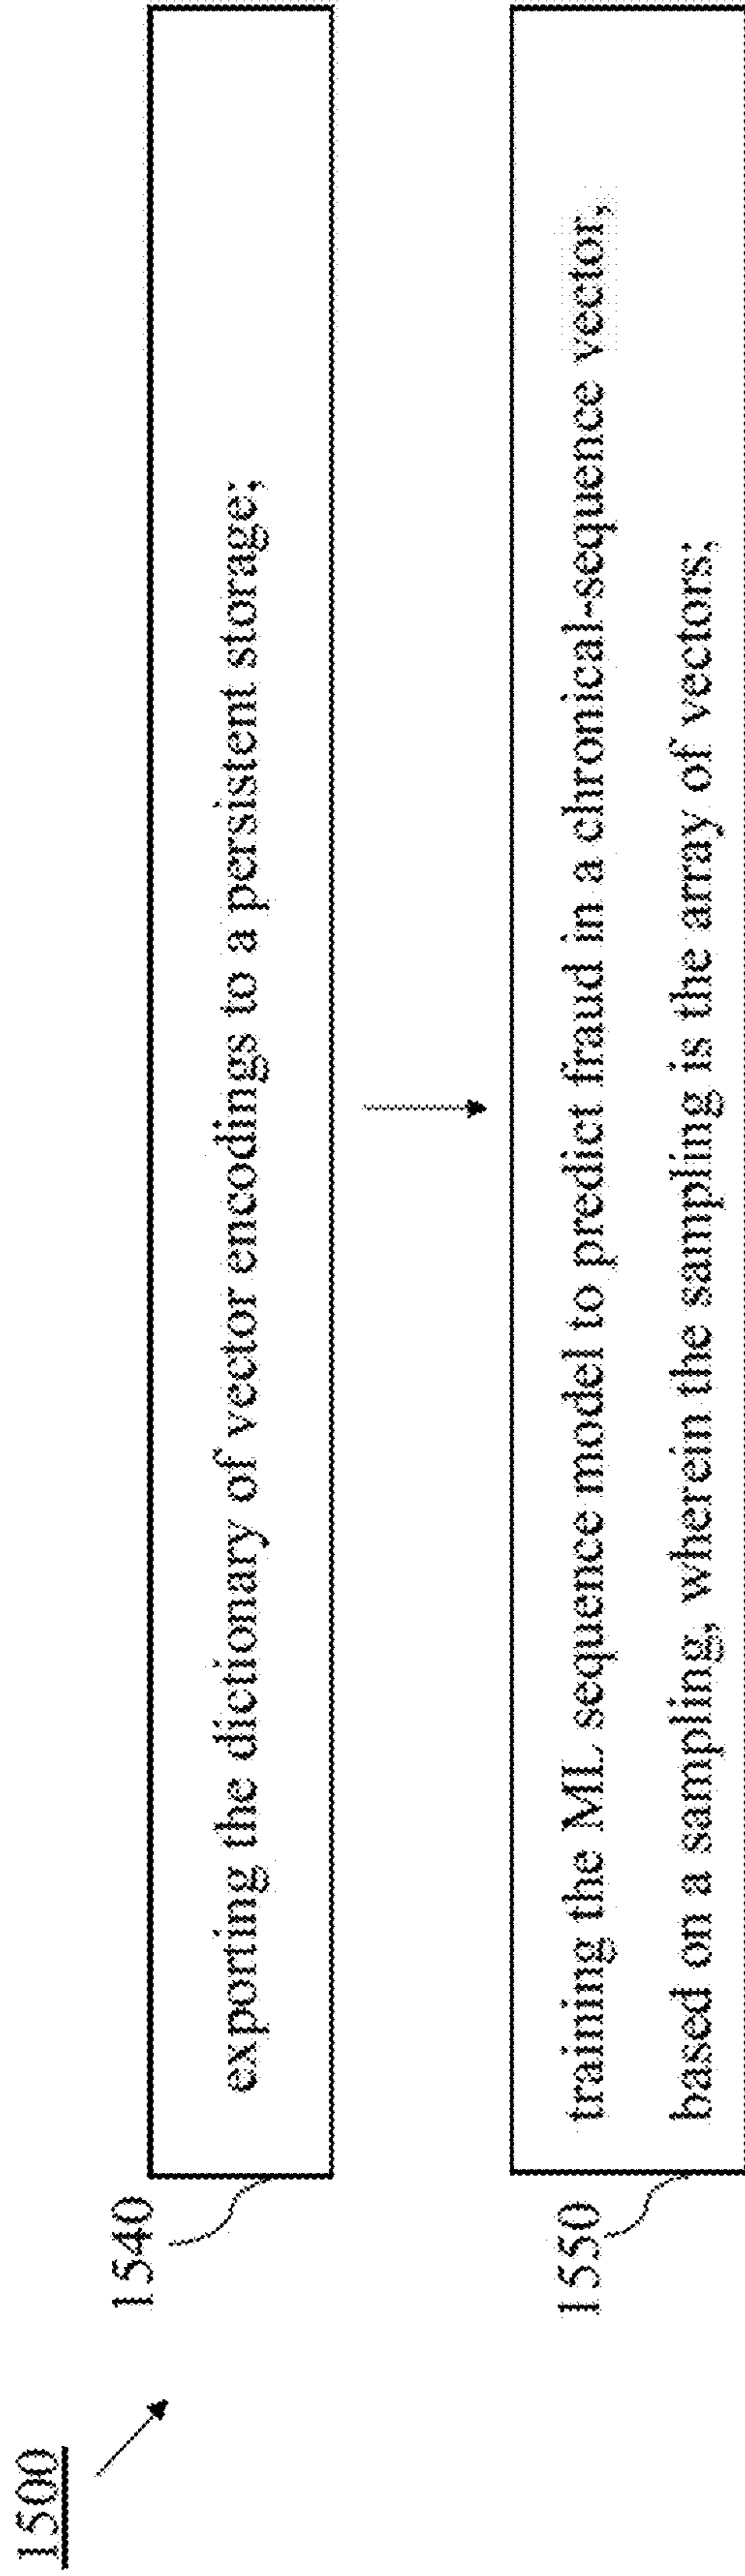 1500
1540
exporting the dictionary of vector encodings to a persistent storage;
1550
training the ML sequence model to predict fraud in a chronical-sequence vector,
based on a sampling, wherein the sampling is the array of vectors;